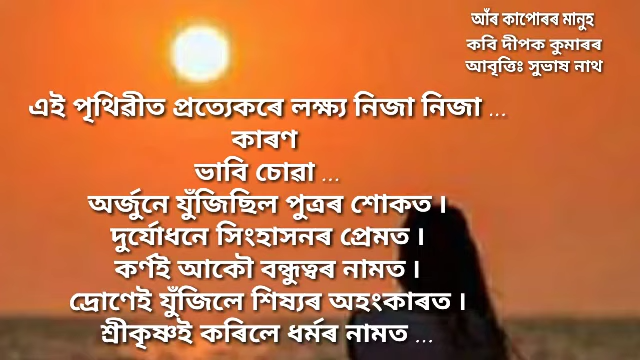 আঁৰ কাপোৰৰ মানুহ
কবি দীপক কুমাৰৰ
আবৃত্তিঃ সুভাষ নাথ
এই পৃথিৱীত প্ৰত্যেকৰে লক্ষ্য নিজা নিজা ...
কাৰণ
ভাবি চোৱা ...
অৰ্জুনে যুঁজিছিল পুত্ৰৰ শোকত ।
দুৰ্যোধনে সিংহাসনৰ প্ৰেমত ।
কৰ্ণই আকৌ বন্ধুত্বৰ নামত ।
দ্ৰোণেই যুঁজিলে শিষ্যৰ অহংকাৰত ।
শ্ৰীকৃষ্ণই কৰিলে ধৰ্মৰ নামত ...